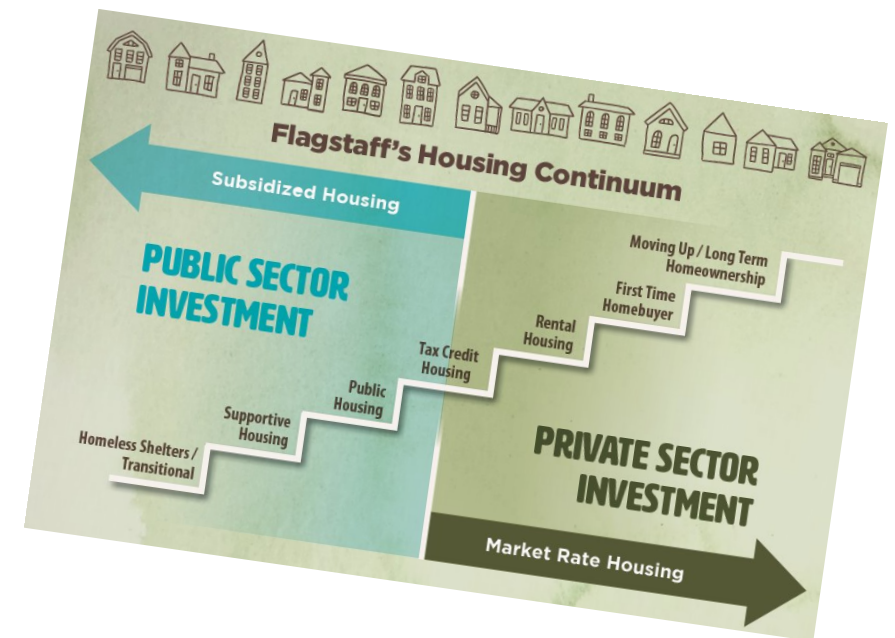 Flagstaff's Housing Continuum
Subsidized Housing
PUBLIC SECTOR
INVESTMENT
Moving Up / Long Term
Homeownership
First Time
Homebuyer
Rental
Housing
Tax Credit
Housing
Public
Housing
Supportive
Housing
Homeless Shelters /
Transitional
PRIVATE SECTOR
INVESTMENT
Market Rate Housing